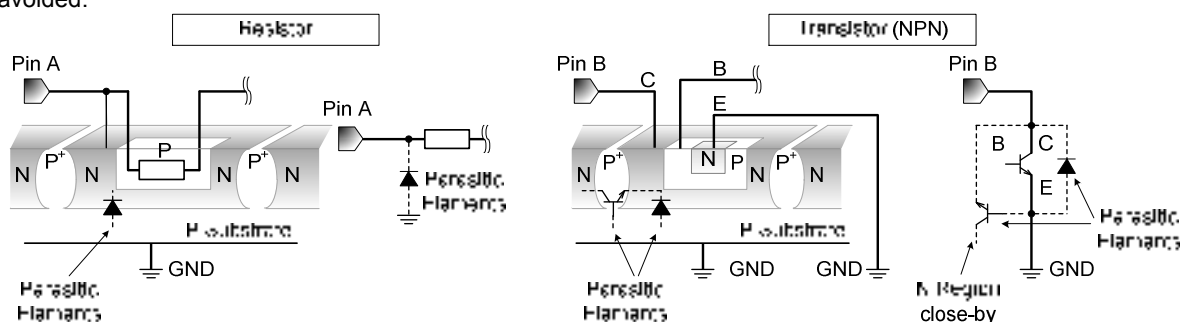 avoided.
Resistor
Transistor (NPN)
Pin A
Pin A
N
P+
N
P
N
P+
N
Parasitic
Elements
P Substrate
GND
Parasitic
Elements
Pin B
C
B
E
N
P+
N
N
P
N
P+
N
P Substrate
GND
GND
Parasitic
Elements
Pin B
B
C
E
Parasitic
Elements
GND
N Region
close-by